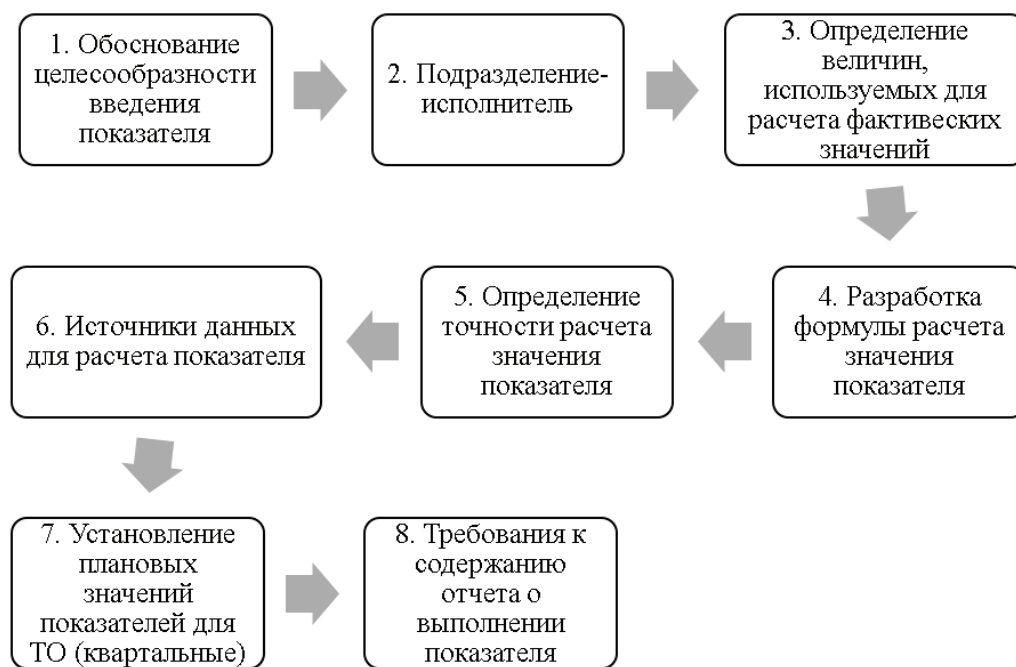 1. Обоснование
целесообразности
введения
показателя
2. Подразделение-
исполнитель
3. Определение
величин,
используемых для
расчета фактивеских
значений
4. Разработка
формулы расчета
значения
показателя
5. Определение
точности расчета
значения
показателя
6. Источники данных
для расчета показателя
7. Установление
плановых
значений
показателей для
ТО (квартальные)
8. Требования к
содержанию
отчета о
выполнении
показателя